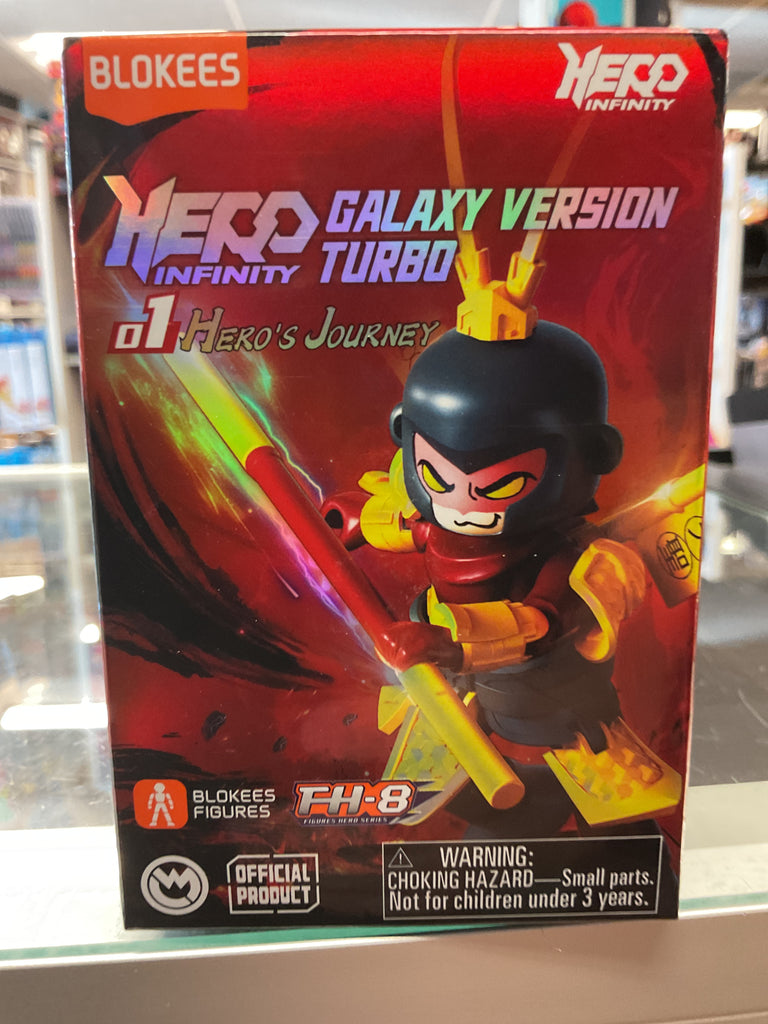 BLOKEES
HERO
INFINITY
HERO
INFINITY
GALAXY VERSION
TURBO
01 HERO'S JOURNEY
聖
BLOKEES
FIGURES
FH-8
FIGURES HERO SERIES
OFFICIAL
PRODUCT
WARNING:
CHOKING HAZARD—Small parts.
Not for children under 3 years.